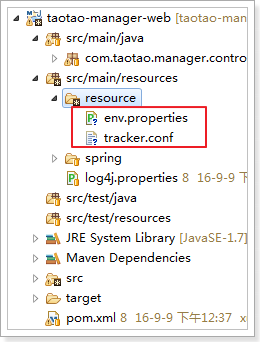 taotao-manager-web [taotao-man
src/main/java
com.taotao.manager.contro
src/main/resources
resource
env.properties
tracker.conf
spring
log4j.properties 8 16-9-9 下
src/test/java
src/test/resources
JRE System Library [JavaSE-1.7]
Maven Dependencies
src
target
pom.xml 8 16-9-9 下午12:37 x